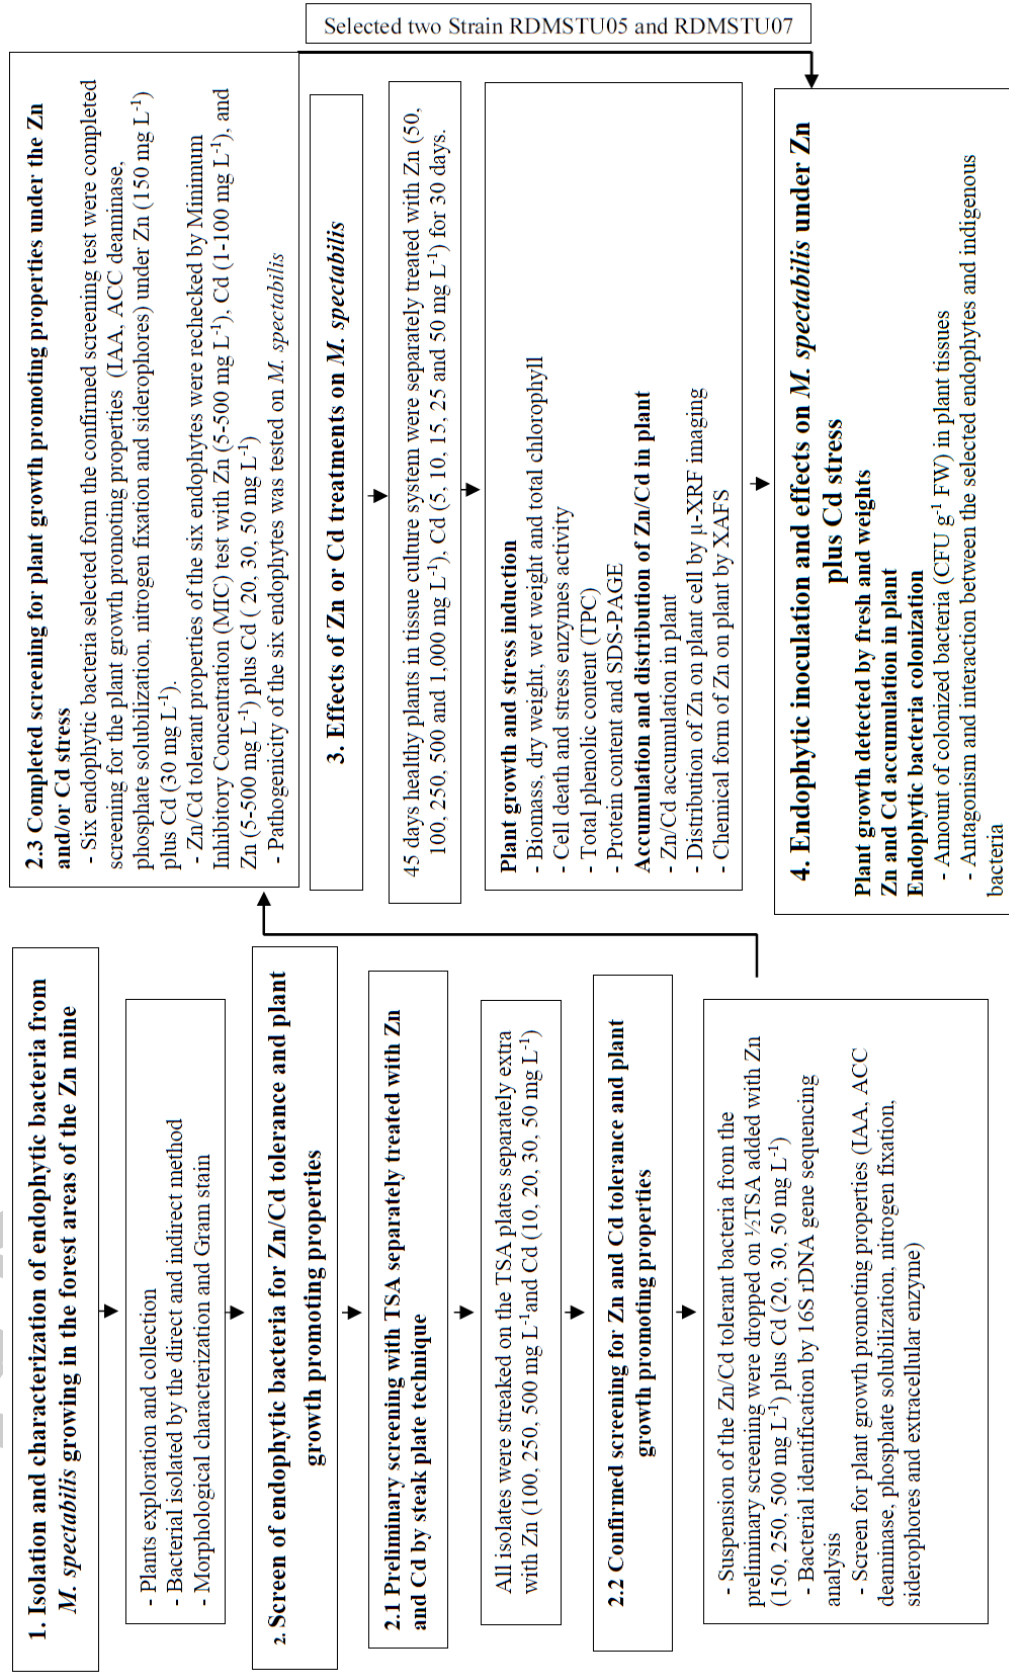 1. Isolation and characterization of endophytic bacteria from
M. spectabilis growing in the forest areas of the Zn mine
- Plants exploration and collection
- Bacterial isolated by the direct and indirect method
- Morphological characterization and Gram stain
2. Screen of endophytic bacteria for Zn/Cd tolerance and plant
growth promoting properties
2.1 Preliminary screening with TSA separately treated with Zn
and Cd by steak plate technique
All isolates were streaked on the TSA plates separately extra
with Zn (100, 250, 500 mg L⁻¹and Cd (10, 20, 30, 50 mg L⁻¹)
2.2 Confirmed screening for Zn and Cd tolerance and plant
growth promoting properties
- Suspension of the Zn/Cd tolerant bacteria from the
preliminary screening were dropped on ½TSA added with Zn
(150, 250, 500 mg L⁻¹) plus Cd (20, 30, 50 mg L⁻¹)
- Bacterial identification by 16S rDNA gene sequencing
analysis
- Screen for plant growth promoting properties (IAA, ACC
deaminase, phosphate solubilization, nitrogen fixation,
siderophores and extracellular enzyme)
2.3 Completed screening for plant growth promoting properties under the Zn
and/or Cd stress
- Six endophytic bacteria selected form the confirmed screening test were completed
screening for the plant growth promoting properties (IAA, ACC deaminase,
phosphate solubilization, nitrogen fixation and siderophores) under Zn (150 mg L⁻¹)
plus Cd (30 mg L⁻¹).
- Zn/Cd tolerant properties of the six endophytes were rechecked by Minimum
Inhibitory Concentration (MIC) test with Zn (5-500 mg L⁻¹), Cd (1-100 mg L⁻¹), and
Zn (5-500 mg L⁻¹) plus Cd ( 20, 30, 50 mg L⁻¹)
- Pathogenicity of the six endophytes was tested on M. spectabilis
3. Effects of Zn or Cd treatments on M. spectabilis
45 days healthy plants in tissue culture system were separately treated with Zn (50,
100, 250, 500 and 1,000 mg L⁻¹), Cd (5, 10, 15, 25 and 50 mg L⁻¹) for 30 days.
Plant growth and stress induction
- Biomass, dry weight, wet weight and total chlorophyll
- Cell death and stress enzymes activity
- Total phenolic content (TPC)
- Protein content and SDS-PAGE
Accumulation and distribution of Zn/Cd in plant
- Zn/Cd accumulation in plant
- Distribution of Zn on plant cell by µ-XRF imaging
- Chemical form of Zn on plant by XAFS
Selected two Strain RDMSTU05 and RDMSTU07
4. Endophytic inoculation and effects on M. spectabilis under Zn
plus Cd stress
Plant growth detected by fresh and weights
Zn and Cd accumulation in plant
Endophytic bacteria colonization
- Amount of colonized bacteria (CFU g⁻¹ FW) in plant tissues
- Antagonism and interaction between the selected endophytes and indigenous
bacteria